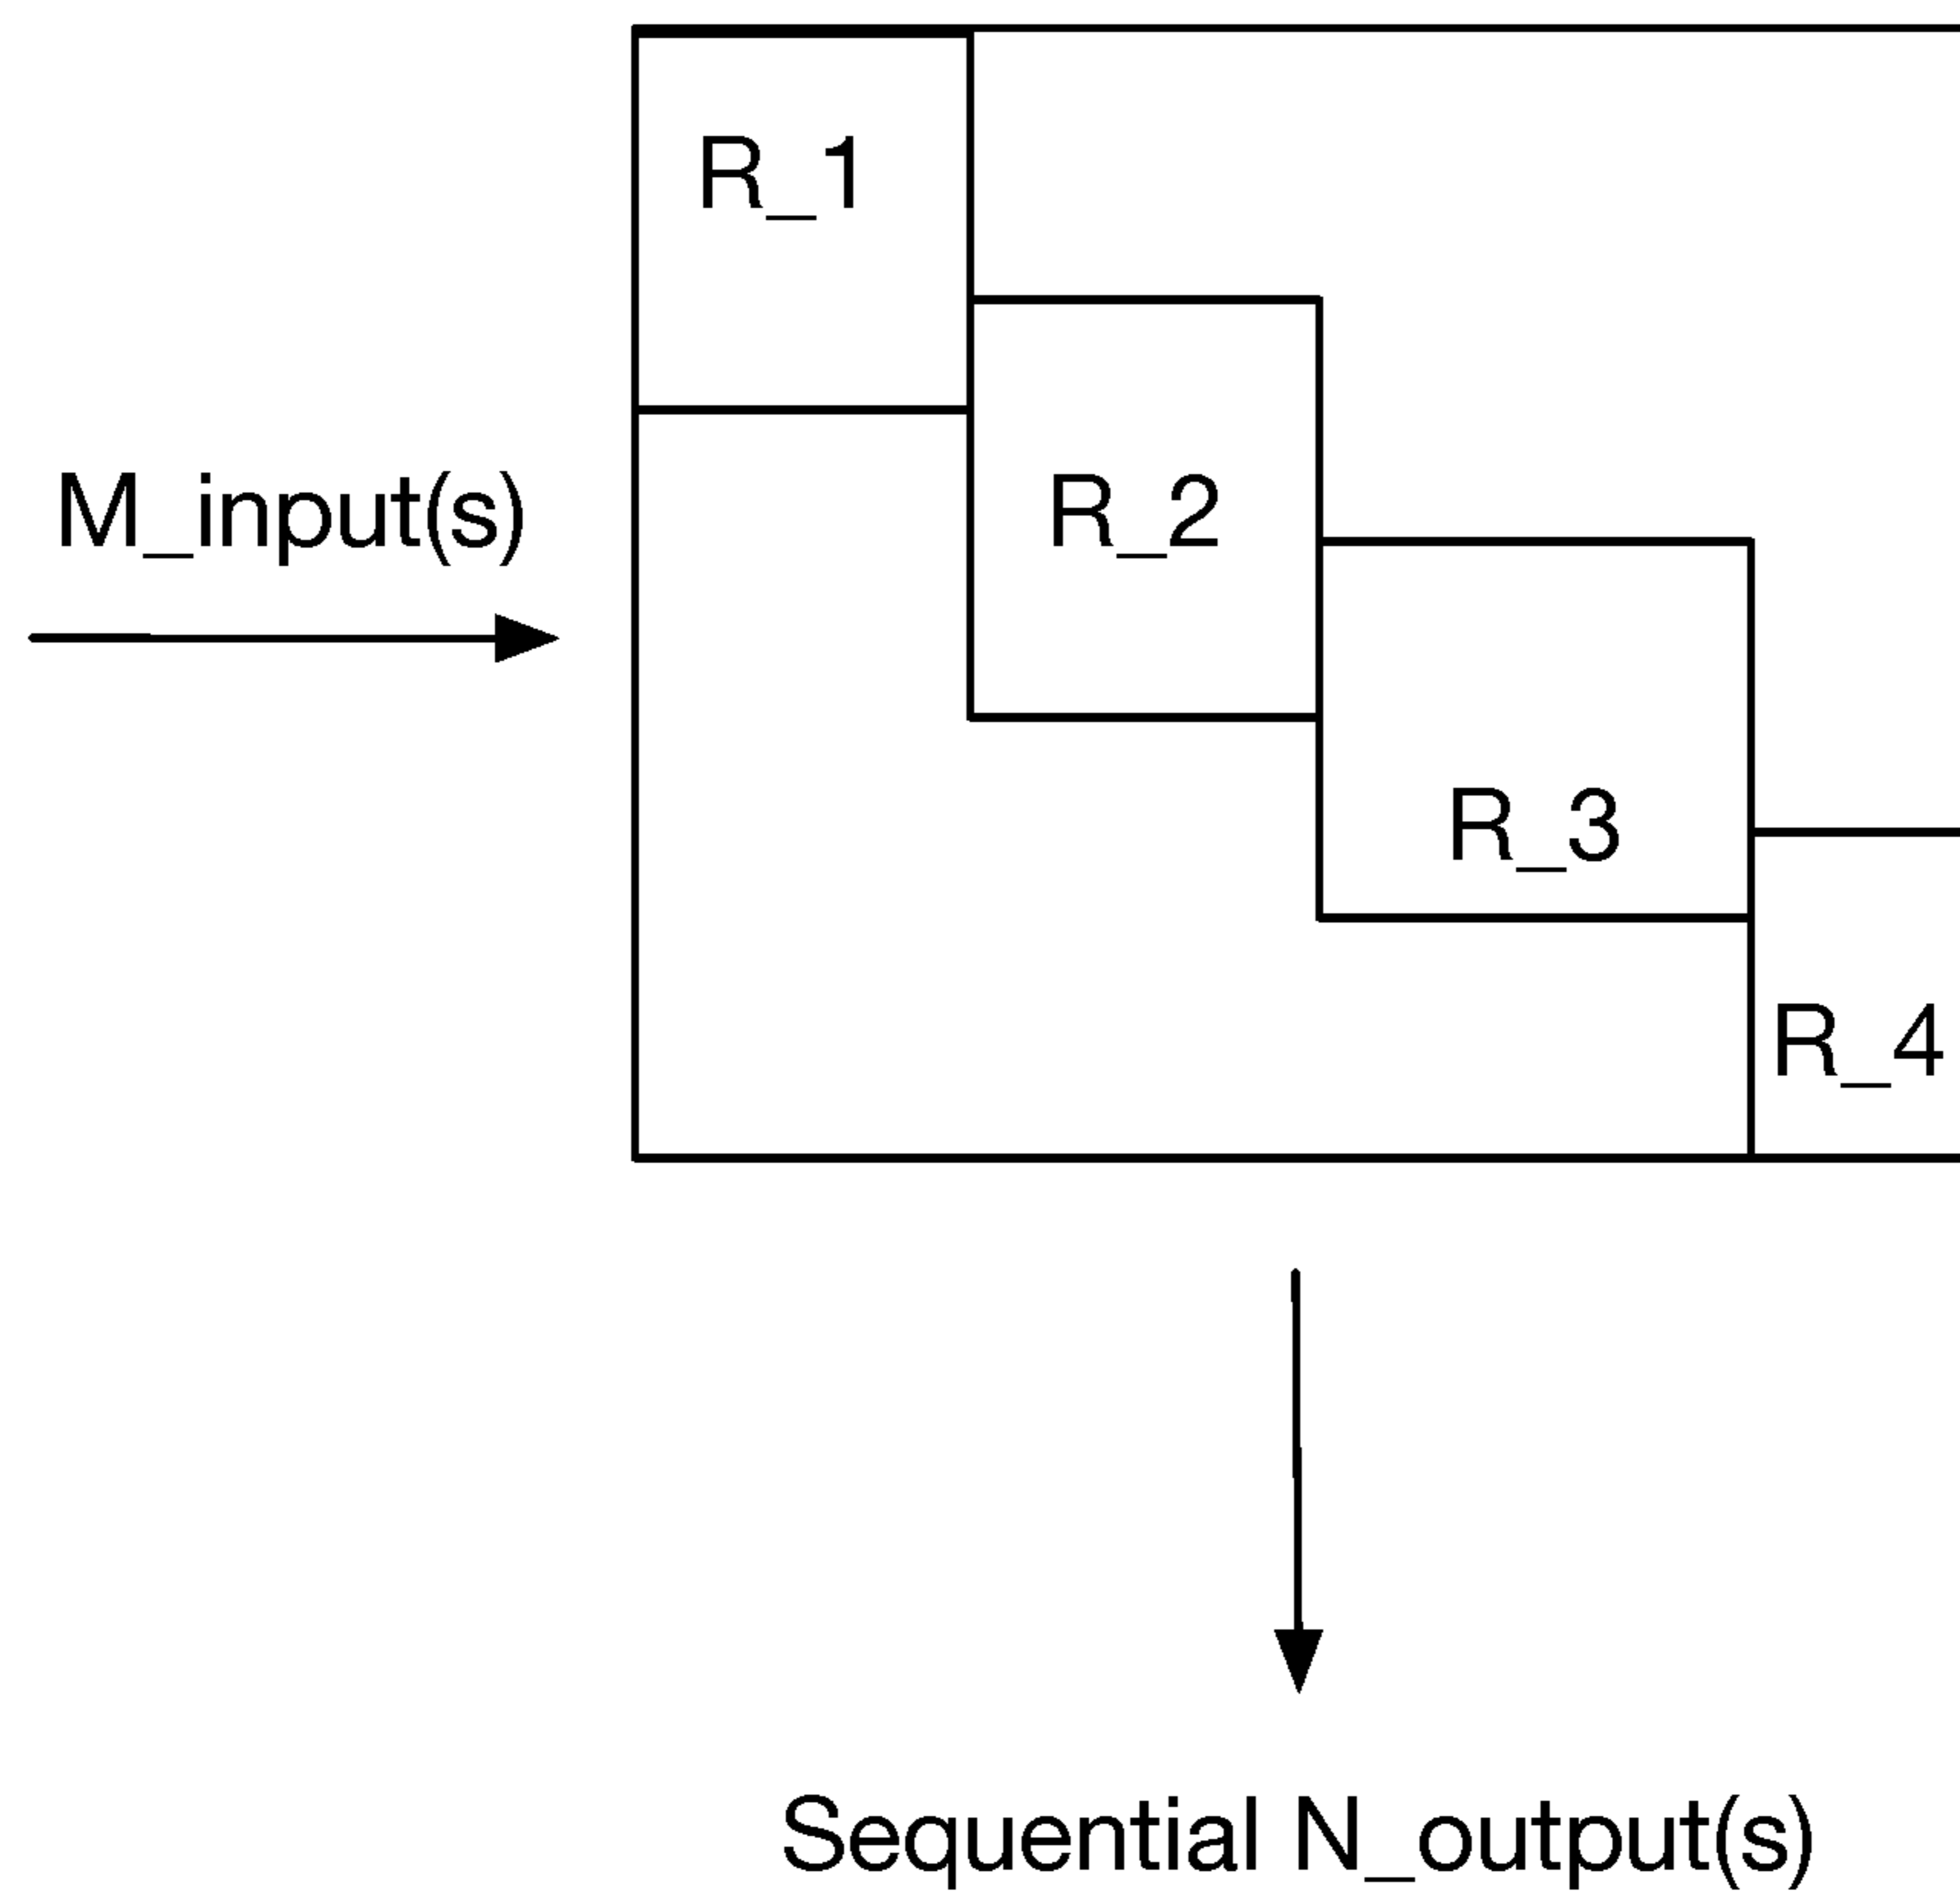 R_1
M_input(s)
R_2
R_3
R_4
Sequential N_output(s)